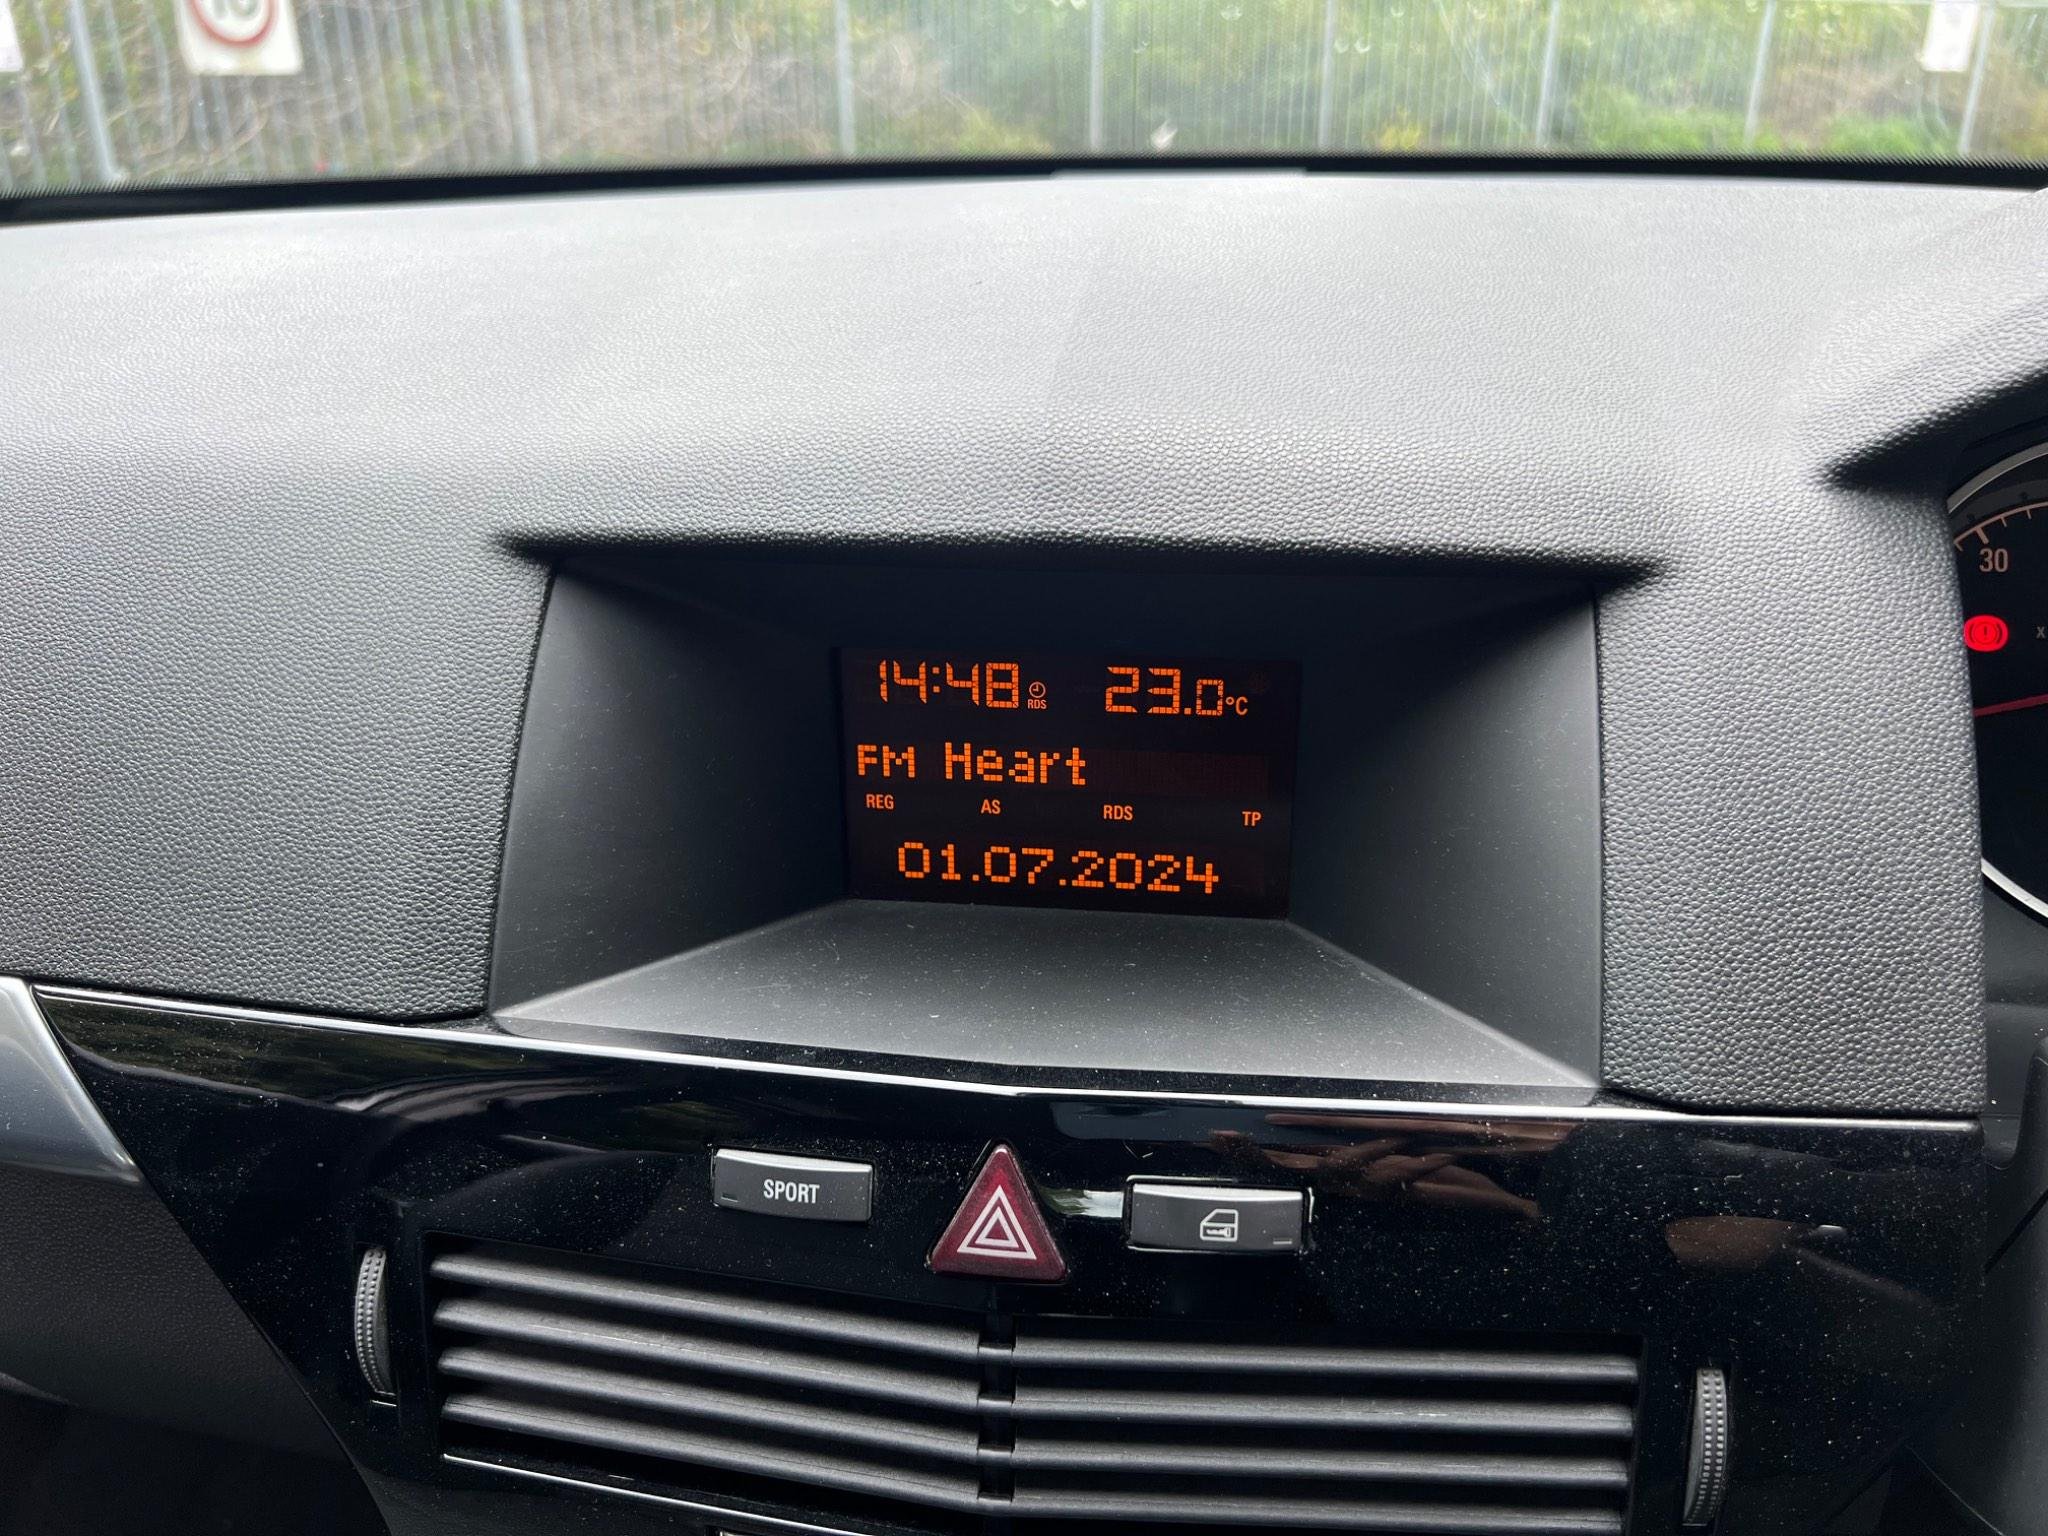 14:48 RDS 23.0°C
FM Heart
REG AS RDS TP
01.07.2024
30
x
SPORT